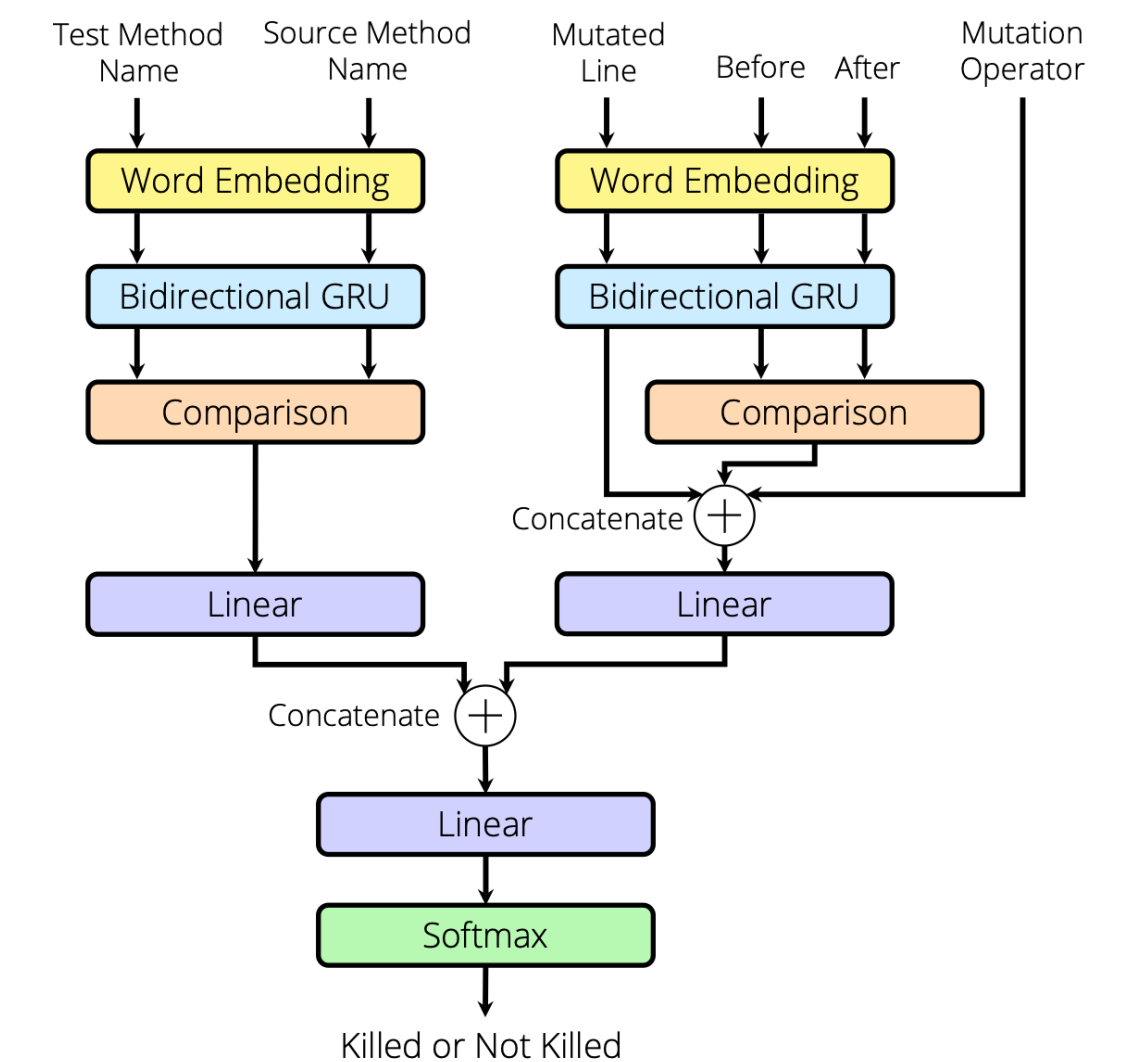 Test Method
Name
Source Method
Name
Mutated
Line
Before
After
Mutation
Operator
Word Embedding
Word Embedding
Bidirectional GRU
Bidirectional GRU
Comparison
Comparison
Concatenate
Linear
Linear
Concatenate
Linear
Softmax
Killed or Not Killed